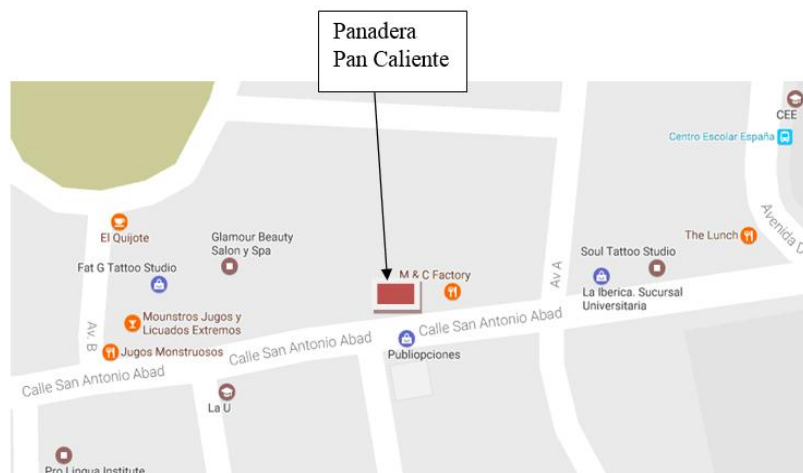 Panadera
Pan Caliente
CEE
Centro Escolar España
El Quijote
Glamour Beauty
Salon y Spa
Soul Tattoo Studio
The Lunch
Avenida D
Fat G Tattoo Studio
M & C Factory
Av A
La Iberica. Sucursal
Universitaria
Mounstros Jugos y
Licuados Extremos
Av. B
Jugos Monstruosos
Calle San Antonio Abad
Calle San Antonio Abad
Calle San Antonio Abad
Publiopciones
La U
Pro Lingua Institute